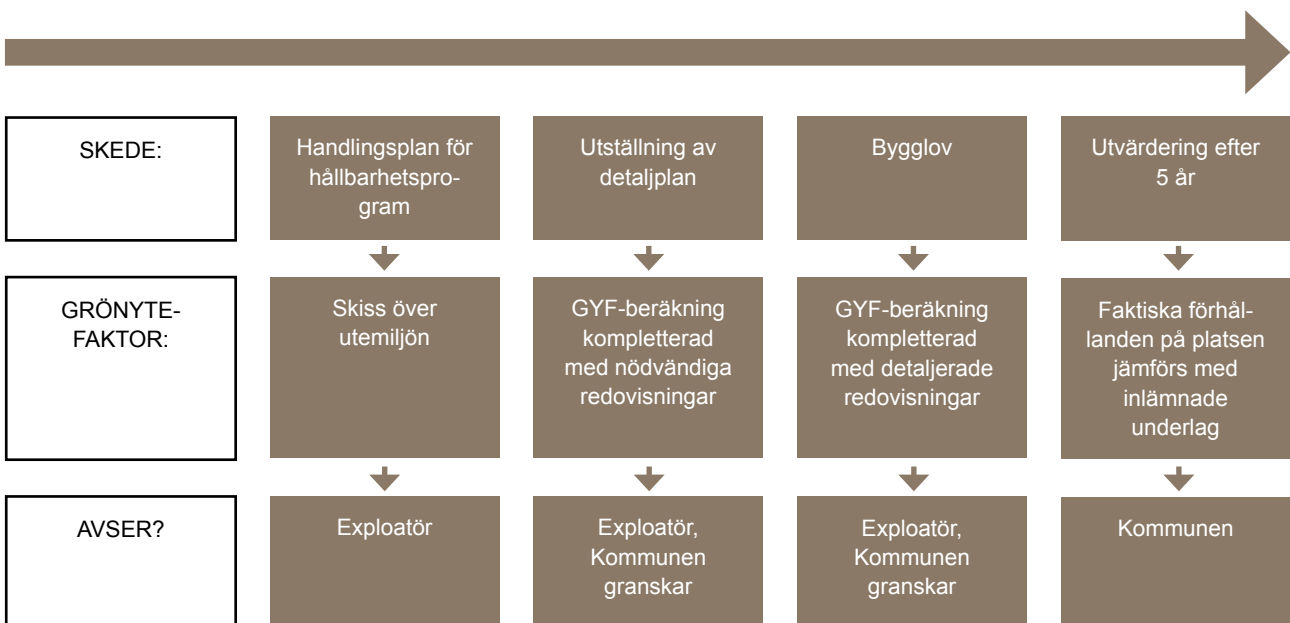 SKEDE:
Handlingsplan för
hållbarhetspro-
gram
Utställning av
detaljplan
Bygglov
Utvärdering efter
5 år
GRÖNYTE-
FAKTOR:
Skiss över
utemiljön
GYF-beräkning
kompletterad
med nödvändiga
redovisningar
GYF-beräkning
kompletterad
med detaljerade
redovisningar
Faktiska förhål-
landen på platsen
jämförs med
inlämnade
underlag
AVSER?
Exploatör
Exploatör,
Kommunen
granskar
Exploatör,
Kommunen
granskar
Kommunen